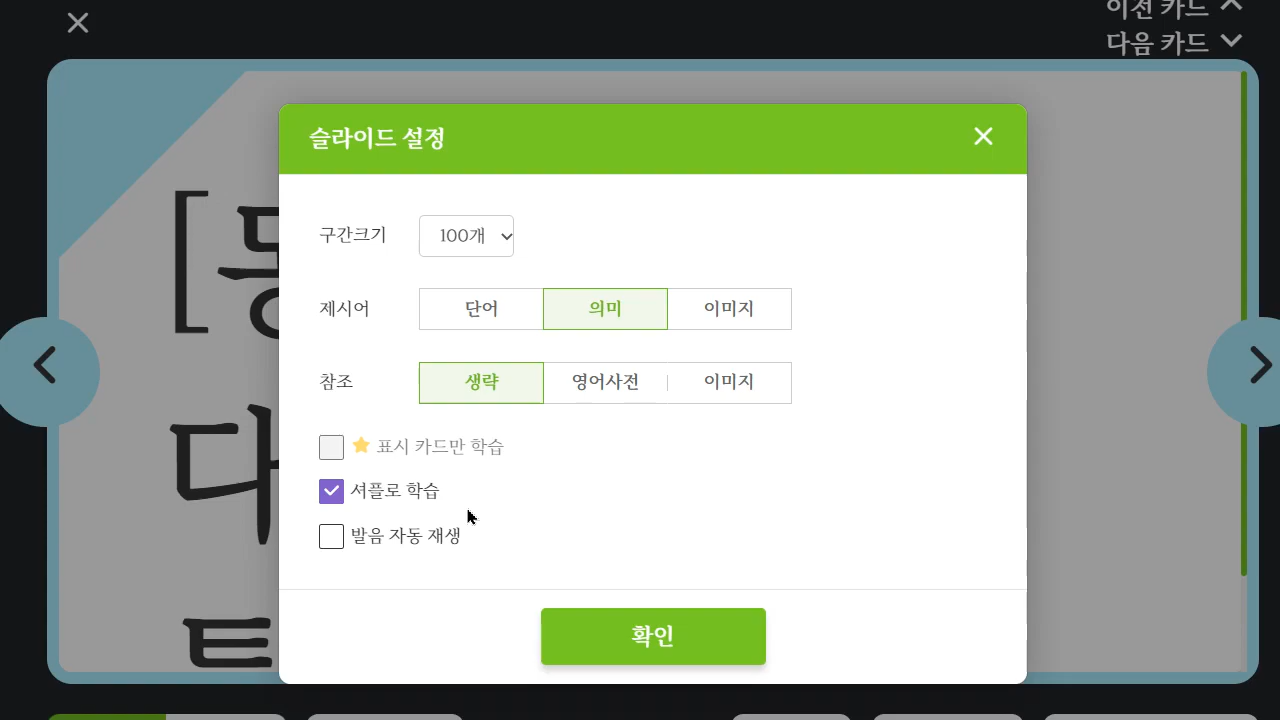 이전 카드
다음 카드
슬라이드 설정
구간크기 100개
제시어 단어 의미 이미지
참조 생략 영어사전 이미지
표시 카드만 학습
셔플로 학습
발음 자동 재생
확인
[동
대
트